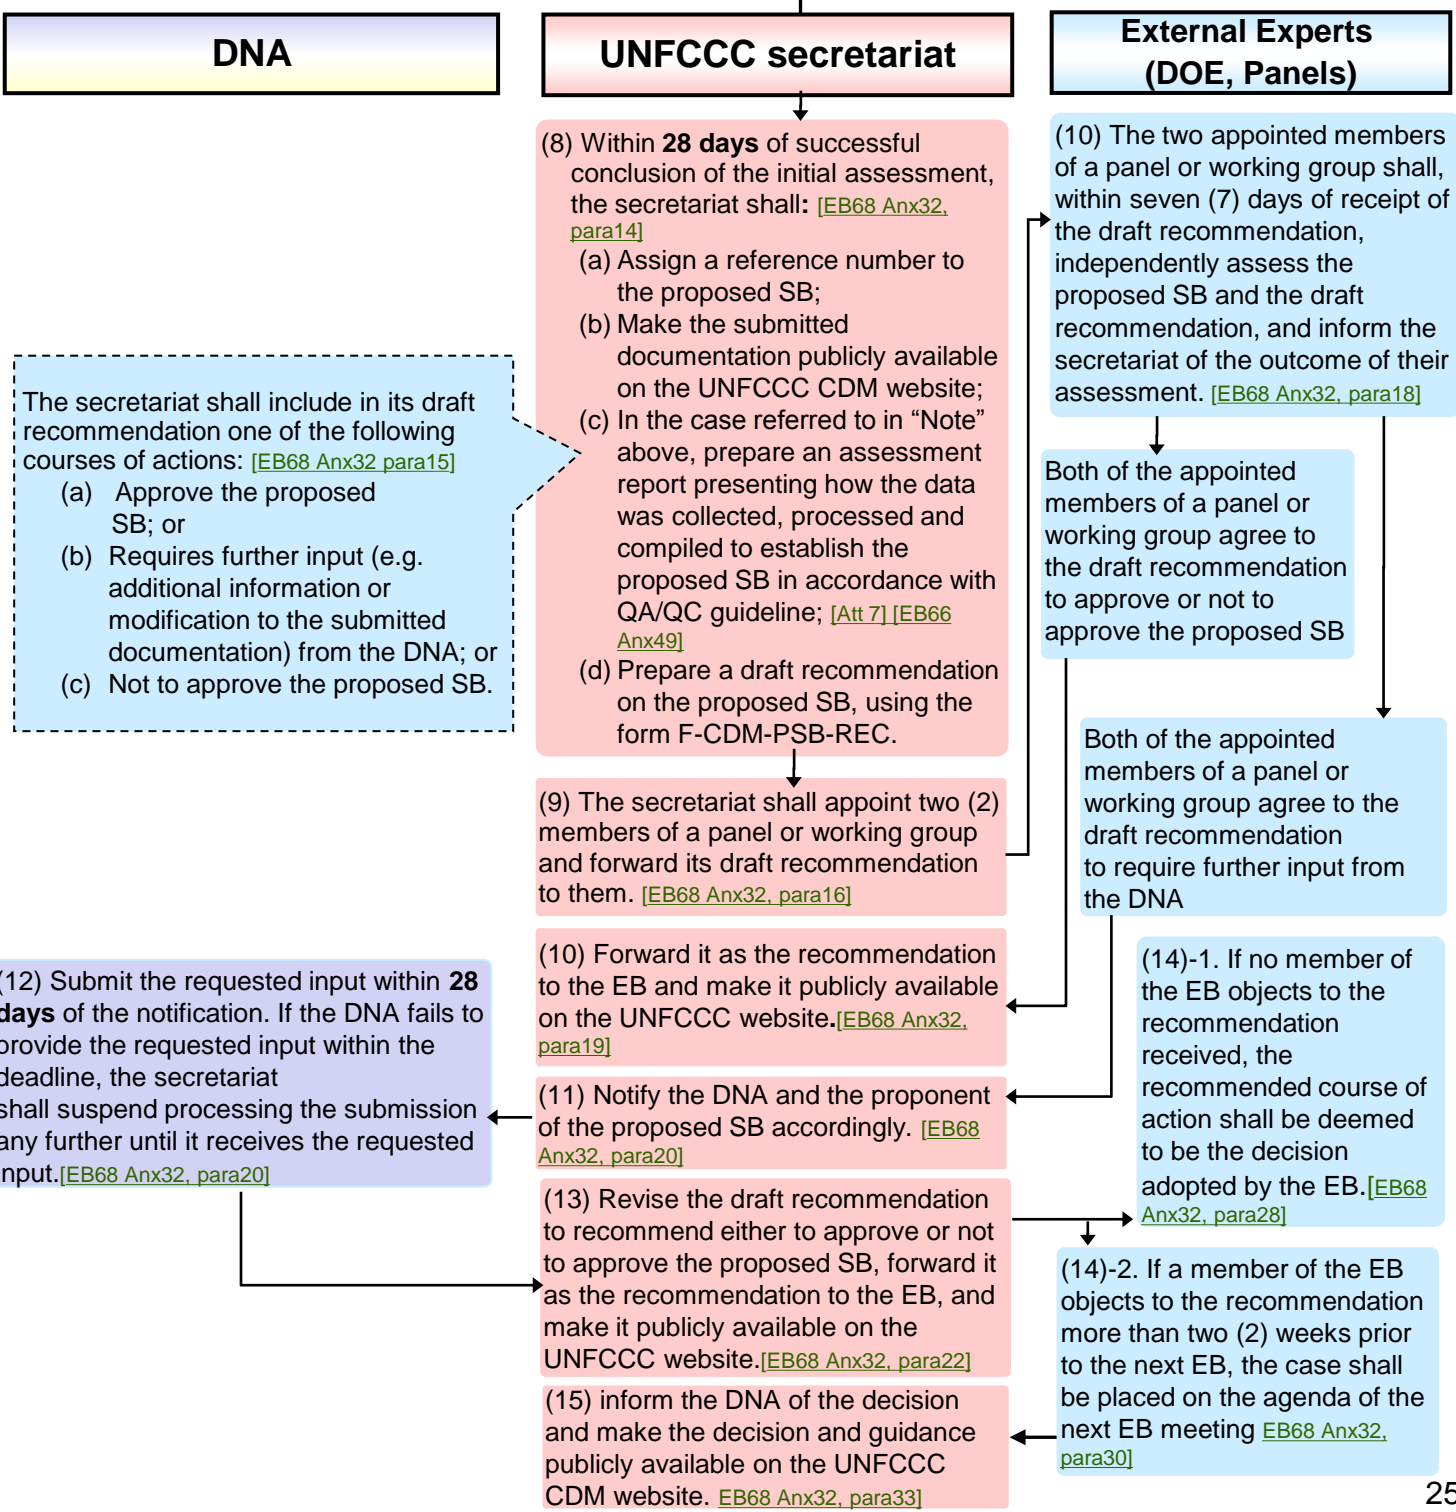 DNA
UNFCCC secretariat
External Experts
(DOE, Panels)
The secretariat shall include in its draft
recommendation one of the following
courses of actions: [EB68 Anx32 para15]
(a) Approve the proposed
SB; or
(b) Requires further input (e.g.
additional information or
modification to the submitted
documentation) from the DNA; or
(c) Not to approve the proposed SB.
(8) Within 28 days of successful
conclusion of the initial assessment,
the secretariat shall: [EB68 Anx32,
para14]
(a) Assign a reference number to
the proposed SB;
(b) Make the submitted
documentation publicly available
on the UNFCCC CDM website;
(c) In the case referred to in “Note”
above, prepare an assessment
report presenting how the data
was collected, processed and
compiled to establish the
proposed SB in accordance with
QA/QC guideline; [Att 7] [EB66
Anx49]
(d) Prepare a draft recommendation
on the proposed SB, using the
form F-CDM-PSB-REC.
(9) The secretariat shall appoint two (2)
members of a panel or working group
and forward its draft recommendation
to them. [EB68 Anx32, para16]
(10) The two appointed members
of a panel or working group shall,
within seven (7) days of receipt of
the draft recommendation,
independently assess the
proposed SB and the draft
recommendation, and inform the
secretariat of the outcome of their
assessment. [EB68 Anx32, para18]
Both of the appointed
members of a panel or
working group agree to
the draft recommendation
to approve or not to
approve the proposed SB
Both of the appointed
members of a panel or
working group agree to the
draft recommendation
to require further input from
the DNA
(10) Forward it as the recommendation
to the EB and make it publicly available
on the UNFCCC website.[EB68 Anx32,
para19]
(11) Notify the DNA and the proponent
of the proposed SB accordingly. [EB68
Anx32, para20]
(12) Submit the requested input within 28
days of the notification. If the DNA fails to
provide the requested input within the
deadline, the secretariat
shall suspend processing the submission
any further until it receives the requested
input.[EB68 Anx32, para20]
(13) Revise the draft recommendation
to recommend either to approve or not
to approve the proposed SB, forward it
as the recommendation to the EB, and
make it publicly available on the
UNFCCC website.[EB68 Anx32, para22]
(14)-1. If no member of
the EB objects to the
recommendation
received, the
recommended course of
action shall be deemed
to be the decision
adopted by the EB.[EB68
Anx32, para28]
(14)-2. If a member of the EB
objects to the recommendation
more than two (2) weeks prior
to the next EB, the case shall
be placed on the agenda of the
next EB meeting EB68 Anx32,
para30]
(15) inform the DNA of the decision
and make the decision and guidance
publicly available on the UNFCCC
CDM website. EB68 Anx32, para33]
25